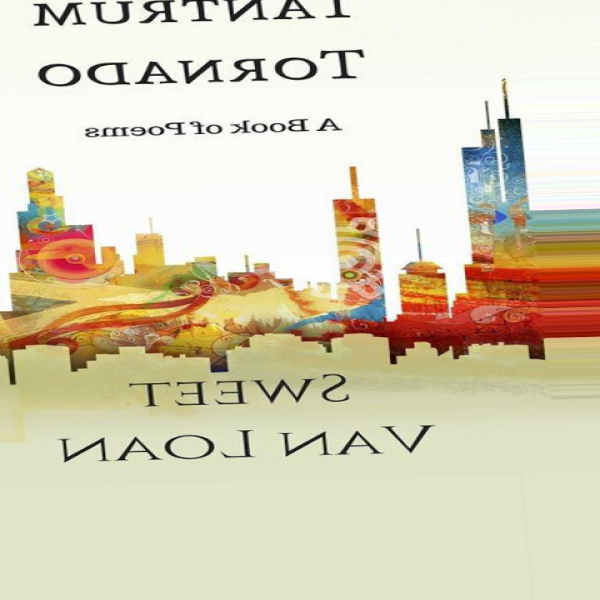 TANTRUM
TORNADO
A Book of Poems
SWEET
VAN LOAN